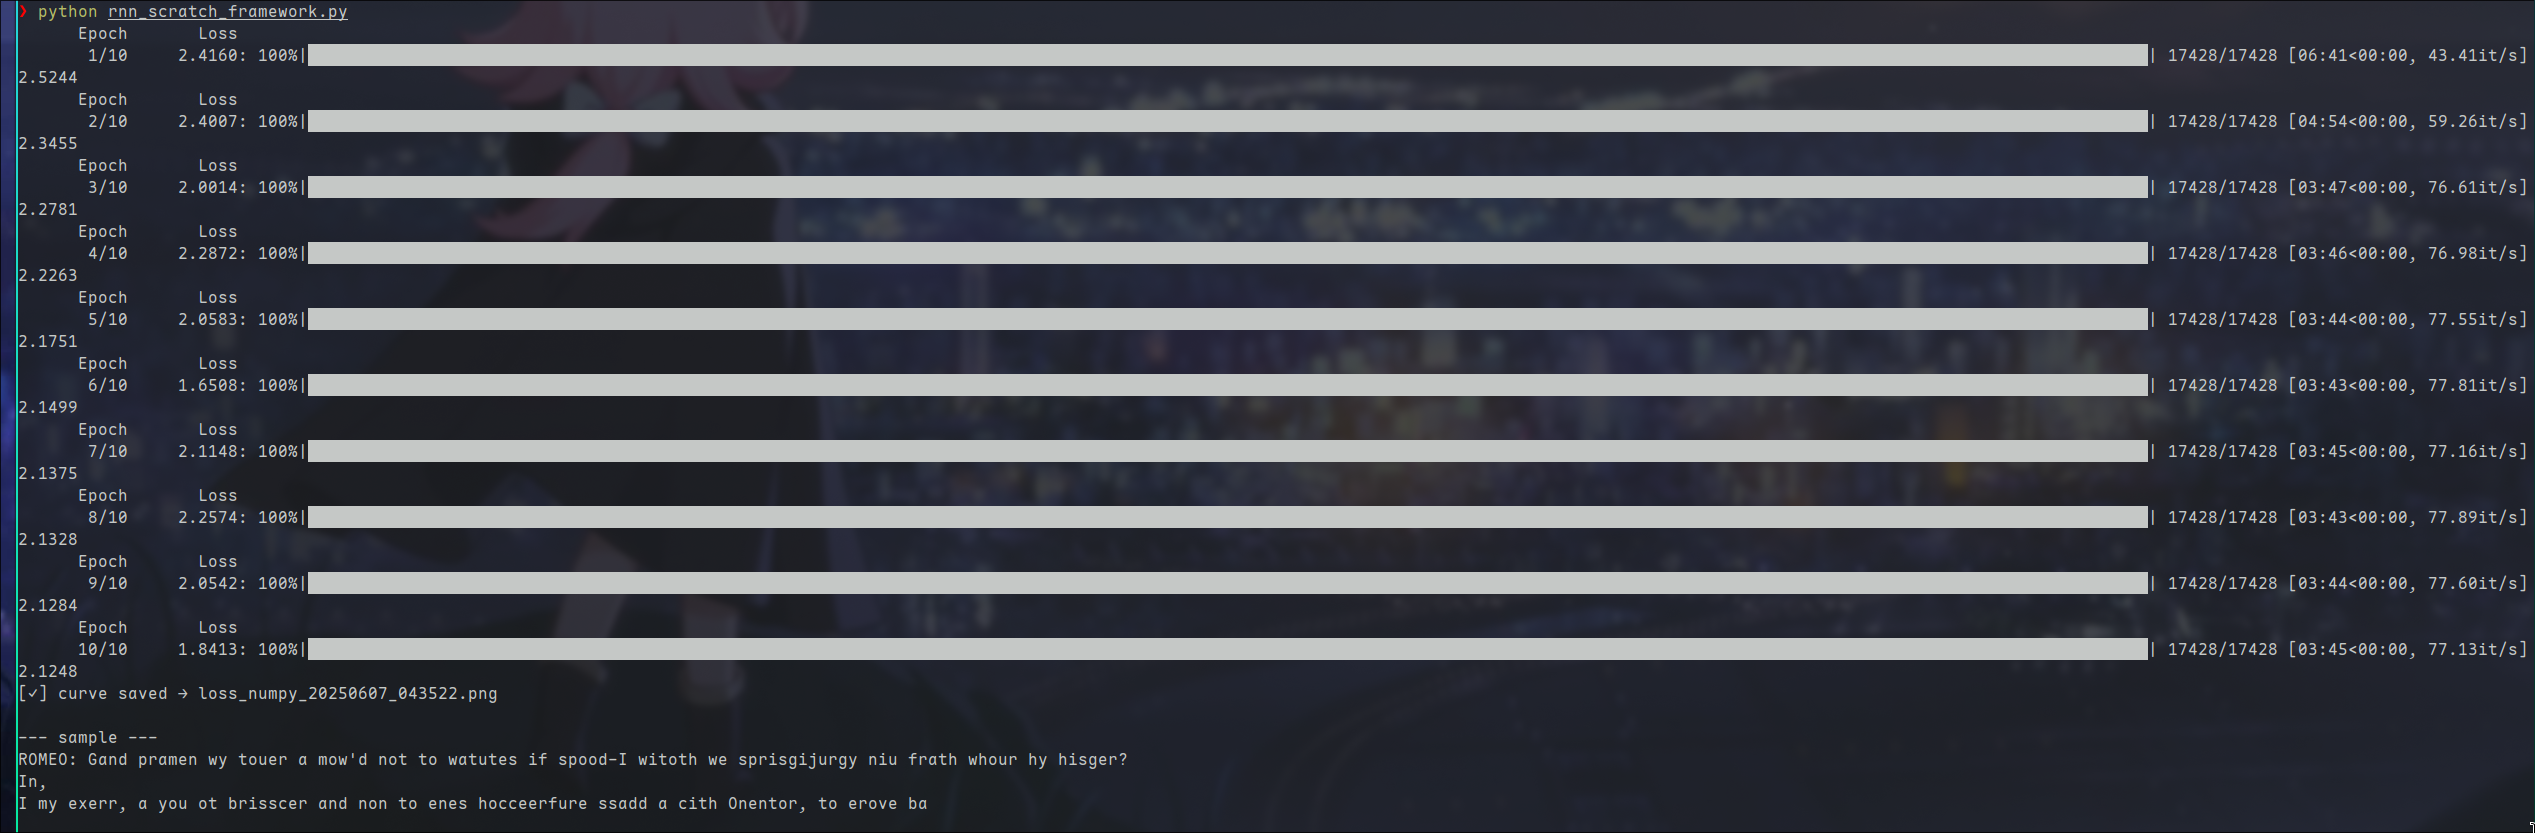 ❯ python rnn_scratch_framework.py
Epoch Loss
1/10 2.4160: 100%| | 17428/17428 [06:41<00:00, 43.41it/s]
2.5244
Epoch Loss
2/10 2.4007: 100%| | 17428/17428 [04:54<00:00, 59.26it/s]
2.3455
Epoch Loss
3/10 2.0014: 100%| | 17428/17428 [03:47<00:00, 76.61it/s]
2.2781
Epoch Loss
4/10 2.2872: 100%| | 17428/17428 [03:46<00:00, 76.98it/s]
2.2263
Epoch Loss
5/10 2.0583: 100%| | 17428/17428 [03:44<00:00, 77.55it/s]
2.1751
Epoch Loss
6/10 1.6508: 100%| | 17428/17428 [03:43<00:00, 77.81it/s]
2.1499
Epoch Loss
7/10 2.1148: 100%| | 17428/17428 [03:45<00:00, 77.16it/s]
2.1375
Epoch Loss
8/10 2.2574: 100%| | 17428/17428 [03:43<00:00, 77.89it/s]
2.1328
Epoch Loss
9/10 2.0542: 100%| | 17428/17428 [03:44<00:00, 77.60it/s]
2.1284
Epoch Loss
10/10 1.8413: 100%| | 17428/17428 [03:45<00:00, 77.13it/s]
2.1248
[✓] curve saved → loss_numpy_20250607_043522.png
--- sample ---
ROMEO: Gand pramen wy touer a mow'd not to watutes if spood-I witoth we sprisgijurgy niu frath whour hy hisger?
In,
I my exerr, a you ot brisscer and non to enes hocceerfure ssadd a cith Onentor, to erove ba